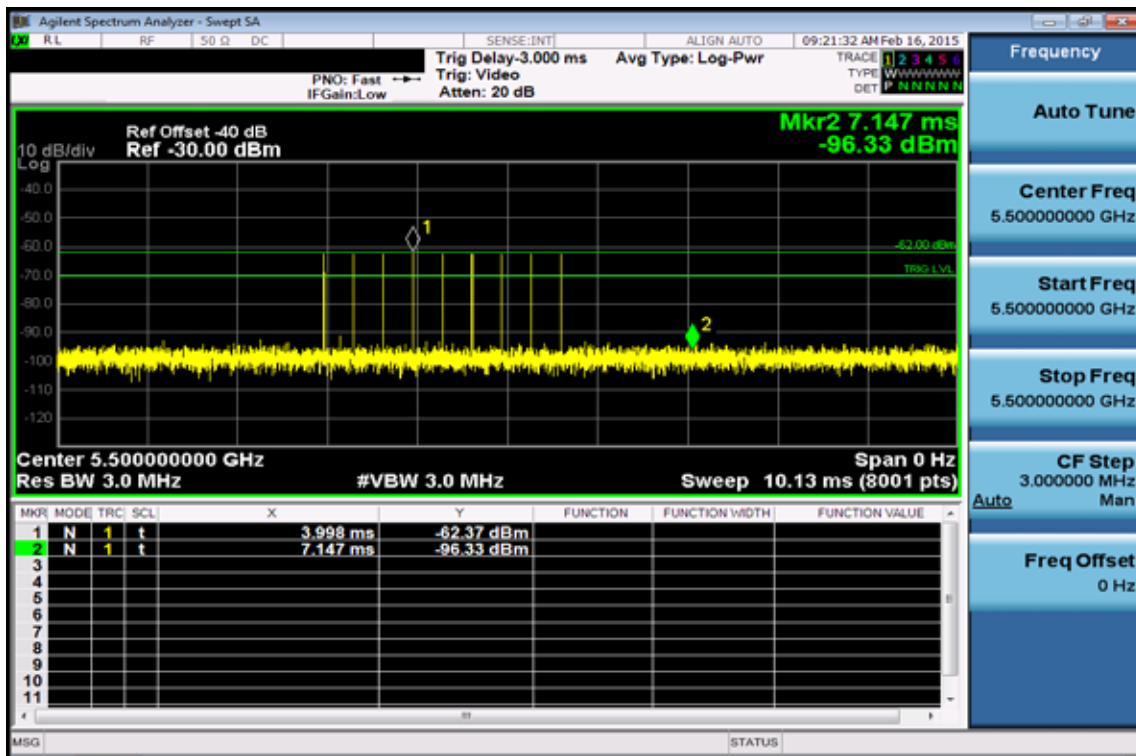 Agilent Spectrum Analyzer - Swept SA
RL RF 50 Ω DC SENSE:INT ALIGN AUTO 09:21:32 AM Feb 16, 2015
Trig Delay-3.000 ms Avg Type: Log-Pwr TRACE 1 2 3 4 5 6
PNO: Fast Trig: Video TYPE WWWWWW
IFGain:Low Atten: 20 dB DET P N N N N N
Frequency
Auto Tune
Center Freq
5.500000000 GHz
Start Freq
5.500000000 GHz
Stop Freq
5.500000000 GHz
CF Step
3.000000 MHz
Auto Man
Freq Offset
0 Hz
Mkr2 7.147 ms
-96.33 dBm
Ref Offset -40 dB
10 dB/div Ref -30.00 dBm
Log
-40.0
-50.0
-60.0
-70.0
-80.0
-90.0
-100
-110
-120
1
2
-62.00 dBm
TRIG LVL
Center 5.500000000 GHz Span 0 Hz
Res BW 3.0 MHz #VBW 3.0 MHz Sweep 10.13 ms (8001 pts)
MKR MODE TRC SCL X Y FUNCTION FUNCTION WIDTH FUNCTION VALUE
1 N 1 t 3.998 ms -62.37 dBm
2 N 1 t 7.147 ms -96.33 dBm
3
4
5
6
7
8
9
10
11
MSG STATUS